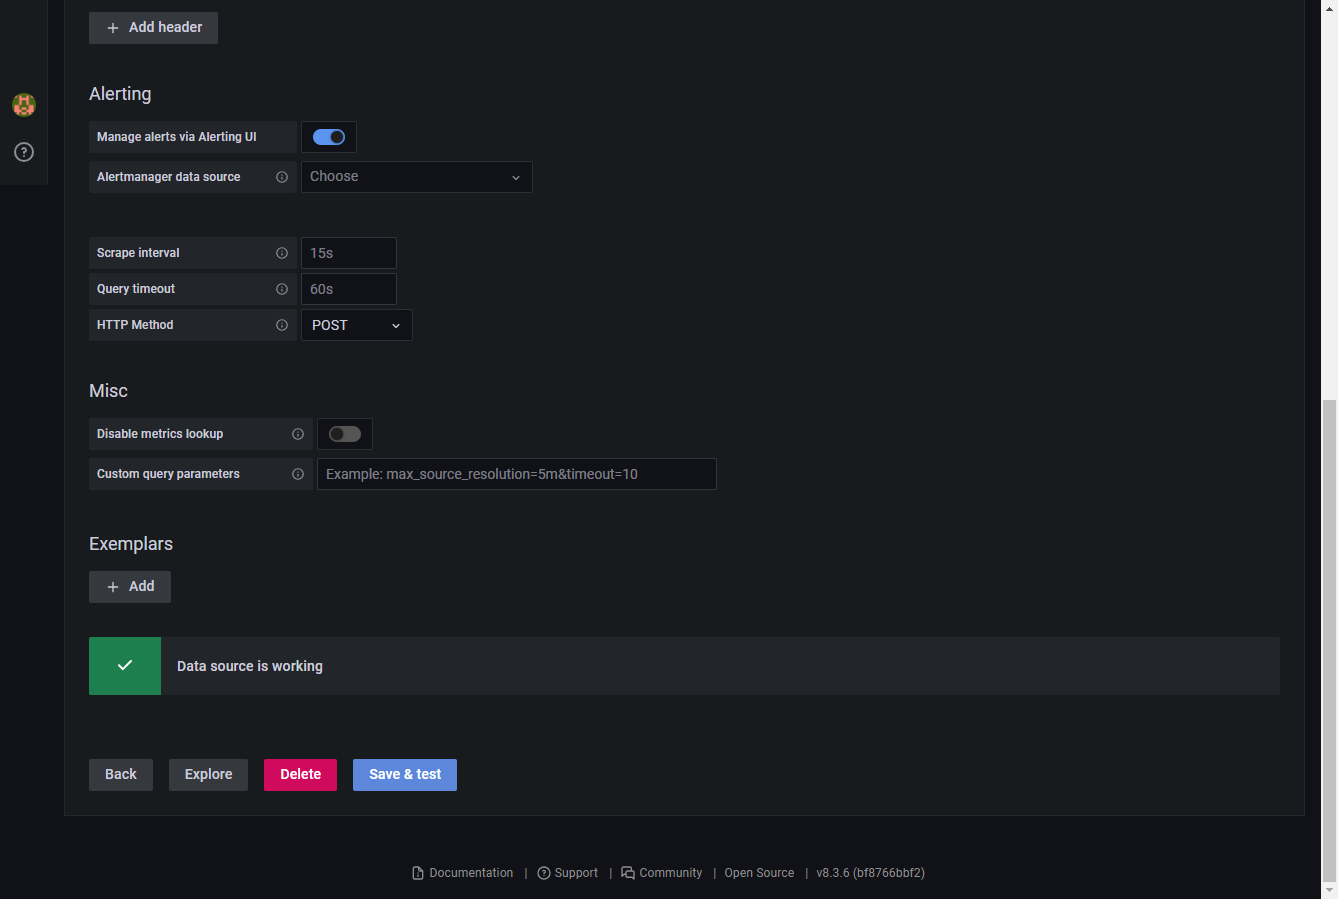 Add header
Alerting
Manage alerts via Alerting UI
Alertmanager data source Choose
Scrape interval 15s
Query timeout 60s
HTTP Method POST
Misc
Disable metrics lookup
Custom query parameters Example: max_source_resolution=5m&timeout=10
Exemplars
Add
Data source is working
Back Explore Delete Save & test
Documentation | Support | Community | Open Source | v8.3.6 (bf8766bbf2)